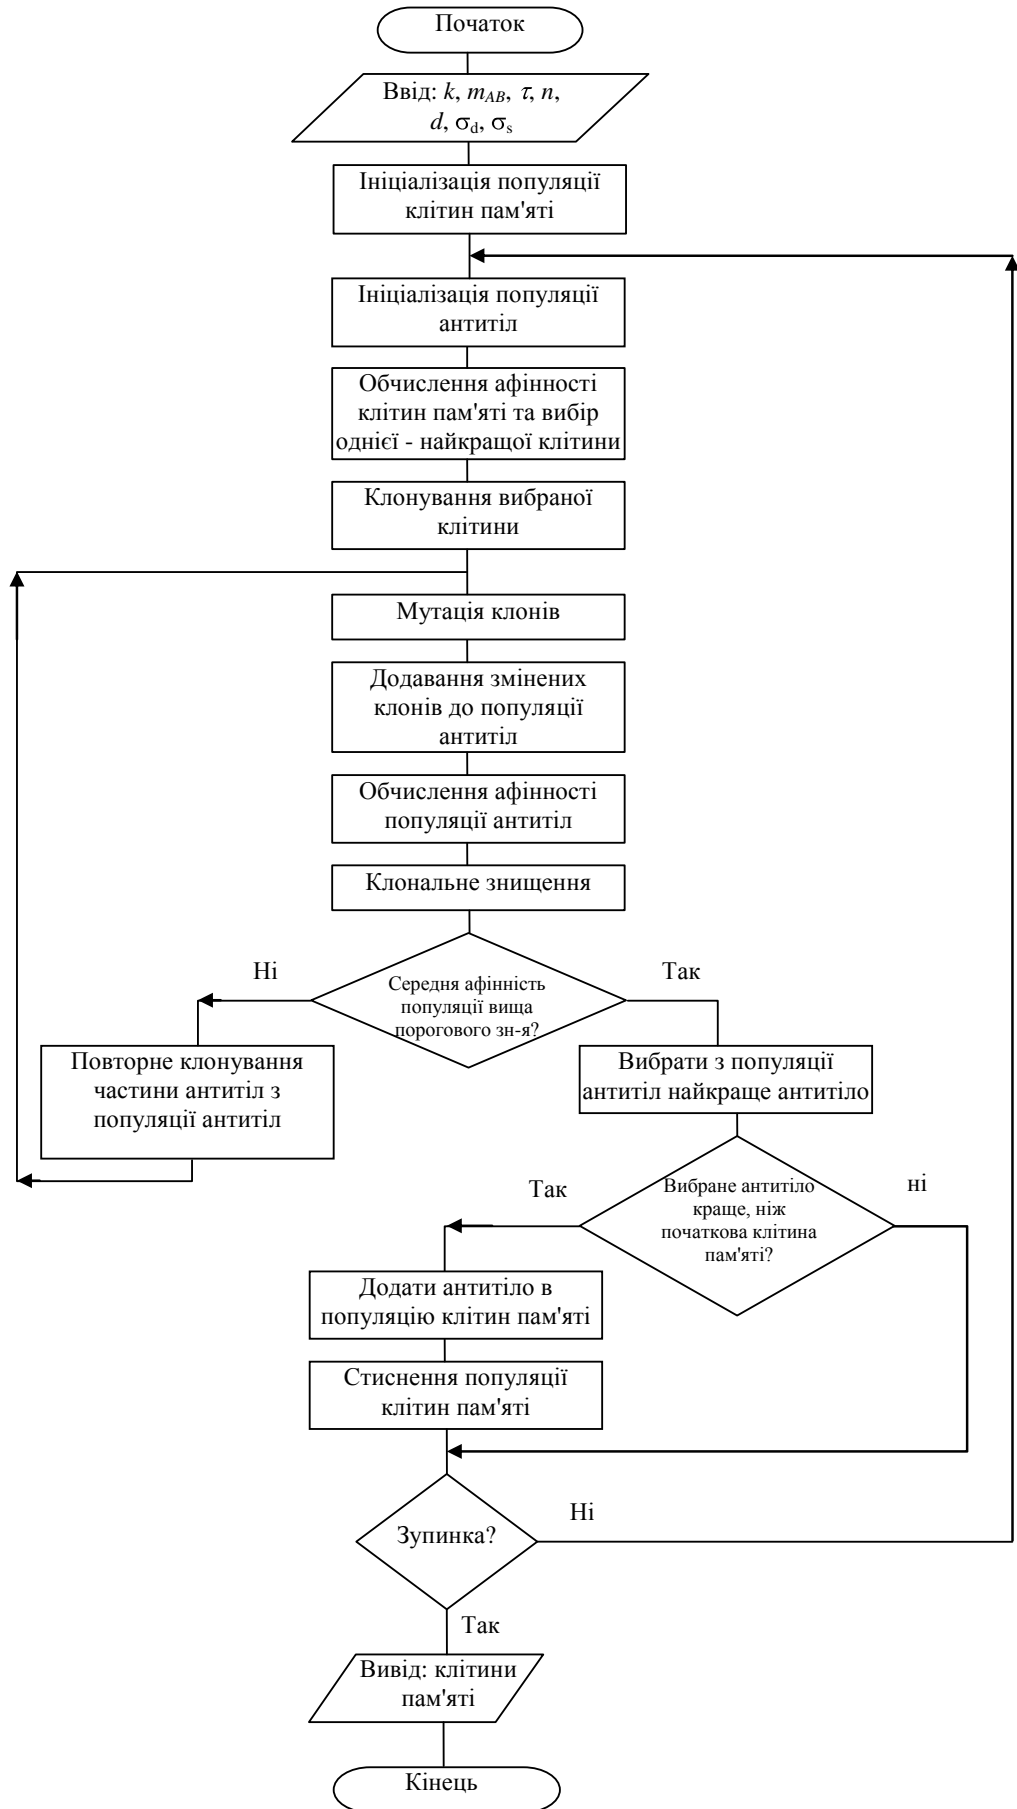 Початок
Ввід: k, mAB, τ, n,
d, σd, σs
Ініціалізація популяції
клітин пам'яті
Ініціалізація популяції
антитіл
Обчислення афінності
клітин пам'яті та вибір
однієї - найкращої клітини
Клонування вибраної
клітини
Мутація клонів
Додавання змінених
клонів до популяції
антитіл
Обчислення афінності
популяції антитіл
Клональне знищення
Ні
Так
Середня афінність
популяції вища
порогового зн-я?
Повторне клонування
частини антитіл з
популяції антитіл
Вибрати з популяції
антитіл найкраще антитіло
Так
ні
Вибране антитіло
краще, ніж
початкова клітина
пам'яті?
Додати антитіло в
популяцію клітин пам'яті
Стиснення популяції
клітин пам'яті
Ні
Зупинка?
Так
Вивід: клітини
пам'яті
Кінець